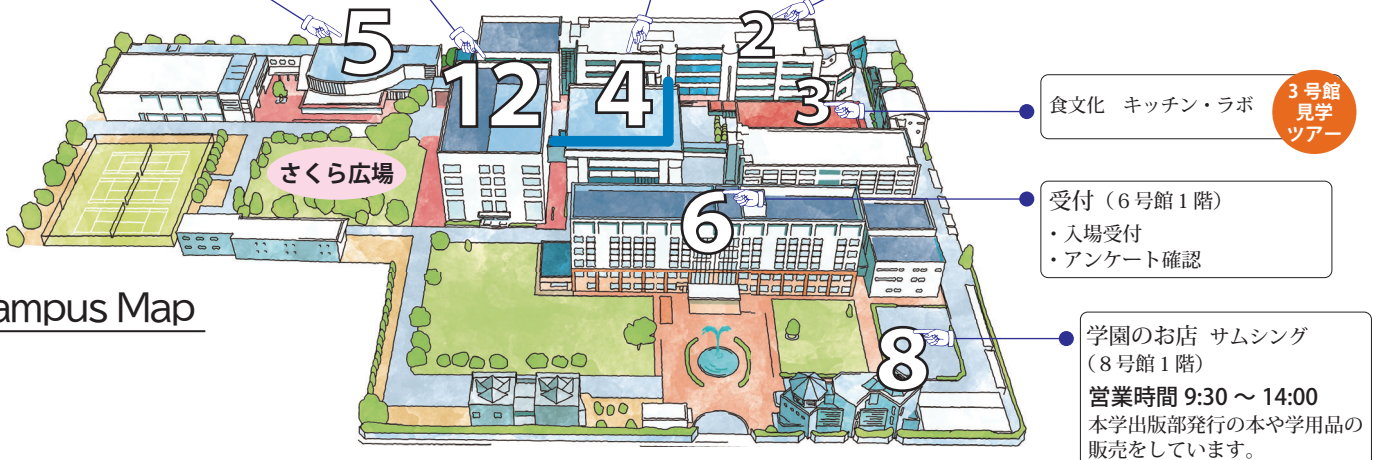 5
12
4
2
3
さくら広場
6
8
ampus Map
食文化　キッチン・ラボ
3号館
見学
ツアー
受付（6号館1階）
・入場受付
・アンケート確認
学園のお店 サムシング
（8号館1階）
営業時間 9:30 ～ 14:00
本学出版部発行の本や学用品の
販売をしています。